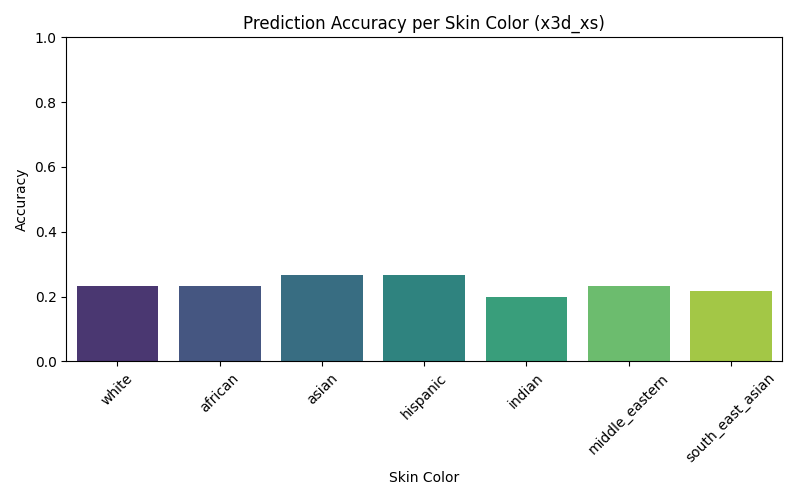 Prediction Accuracy per Skin Color (x3d_xs)
1.0
0.8
0.6
0.4
0.2
0.0
Accuracy
white
african
asian
hispanic
indian
middle_eastern
south_east_asian
Skin Color